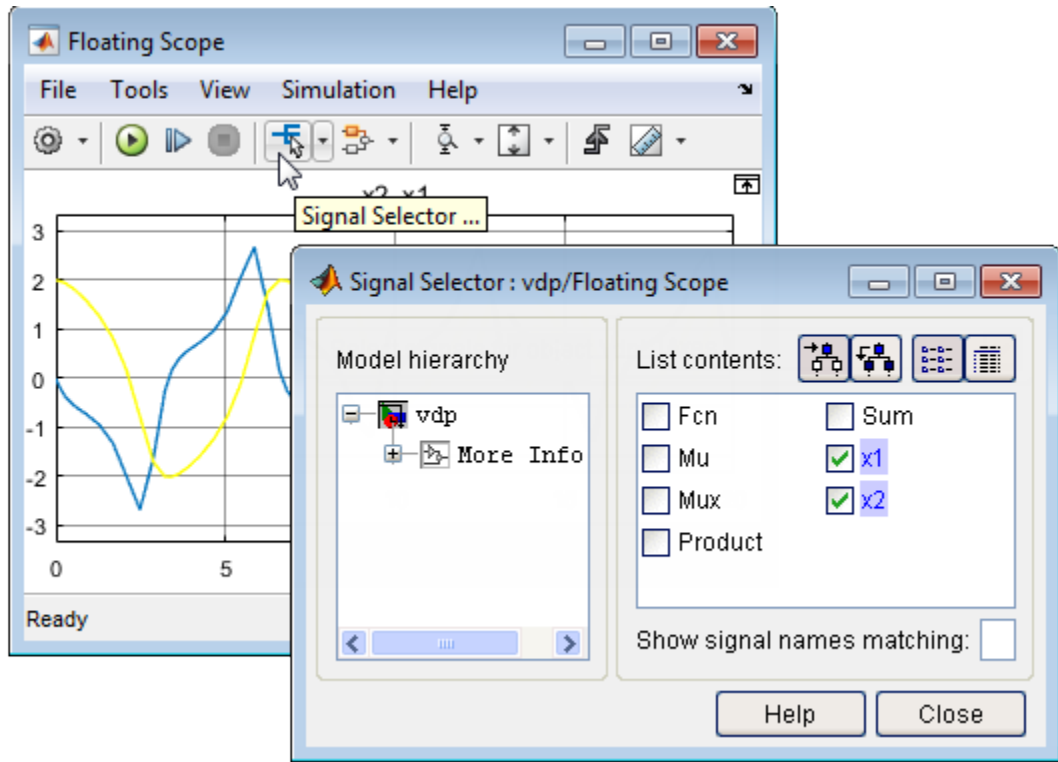 Floating Scope
File Tools View Simulation Help
x2, x1
Signal Selector ...
3
2
1
0
-1
-2
-3
0 5
Ready
Signal Selector : vdp/Floating Scope
Model hierarchy
vdp
More Info
List contents:
Fcn Sum
Mu x1
Mux x2
Product
Show signal names matching:
Help Close